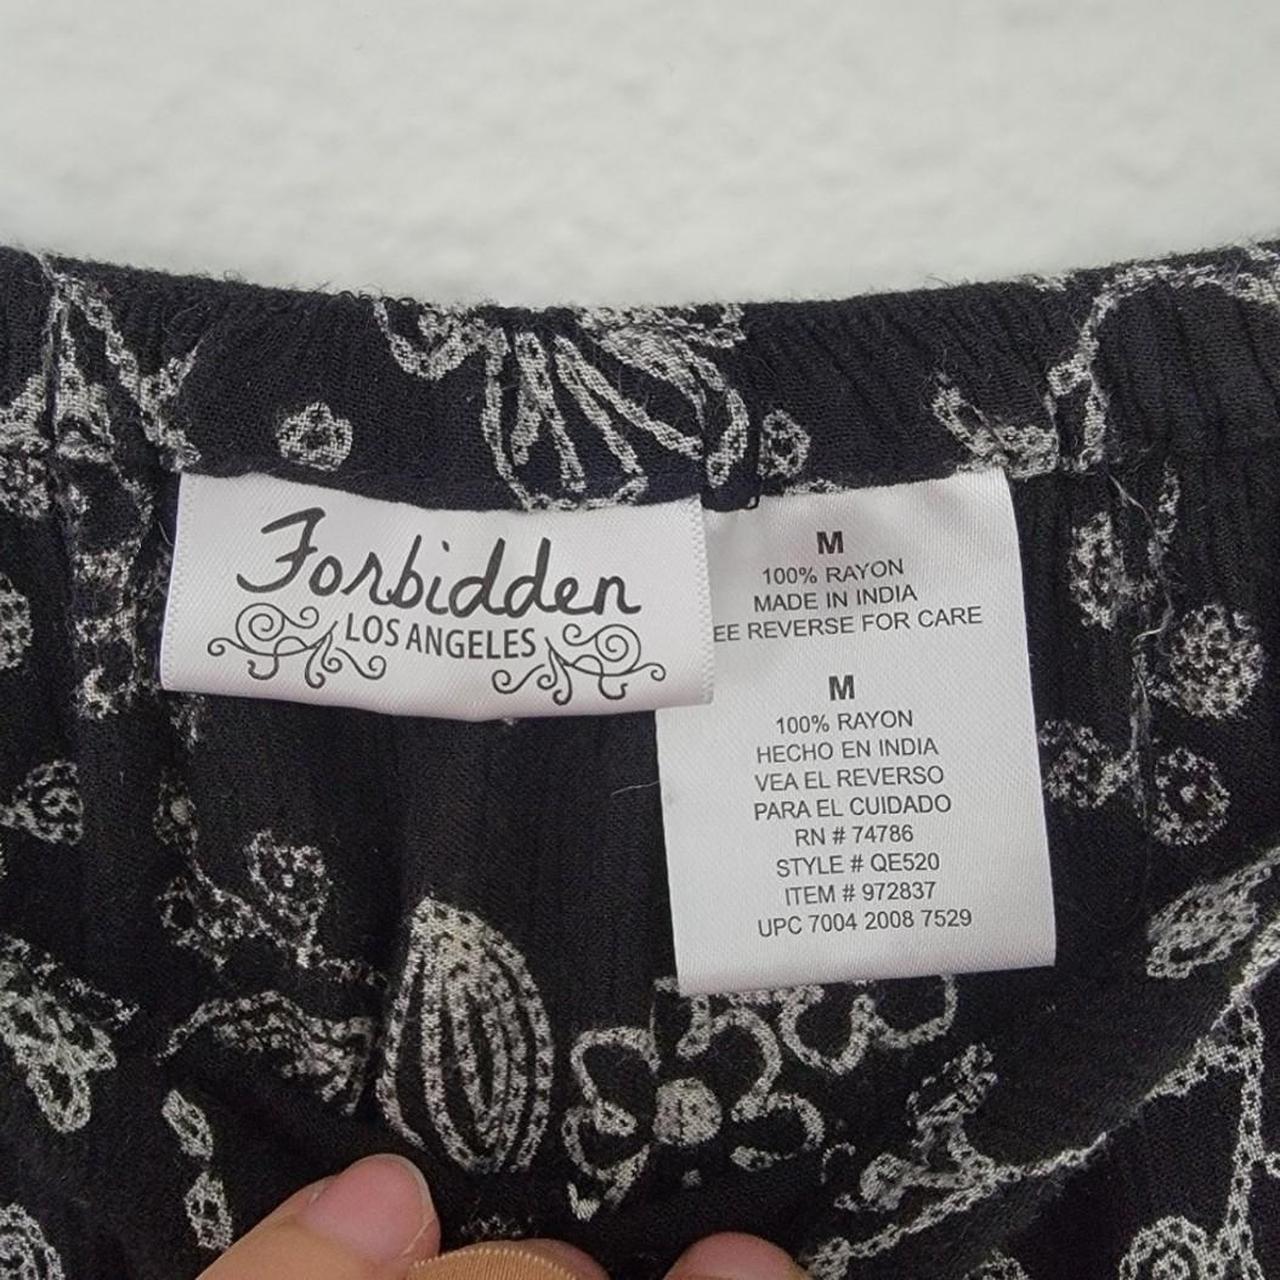 Forbidden
LOS ANGELES
M
100% RAYON
MADE IN INDIA
EE REVERSE FOR CARE
M
100% RAYON
HECHO EN INDIA
VEA EL REVERSO
PARA EL CUIDADO
RN # 74786
STYLE # QE520
ITEM # 972837
UPC 7004 2008 7529